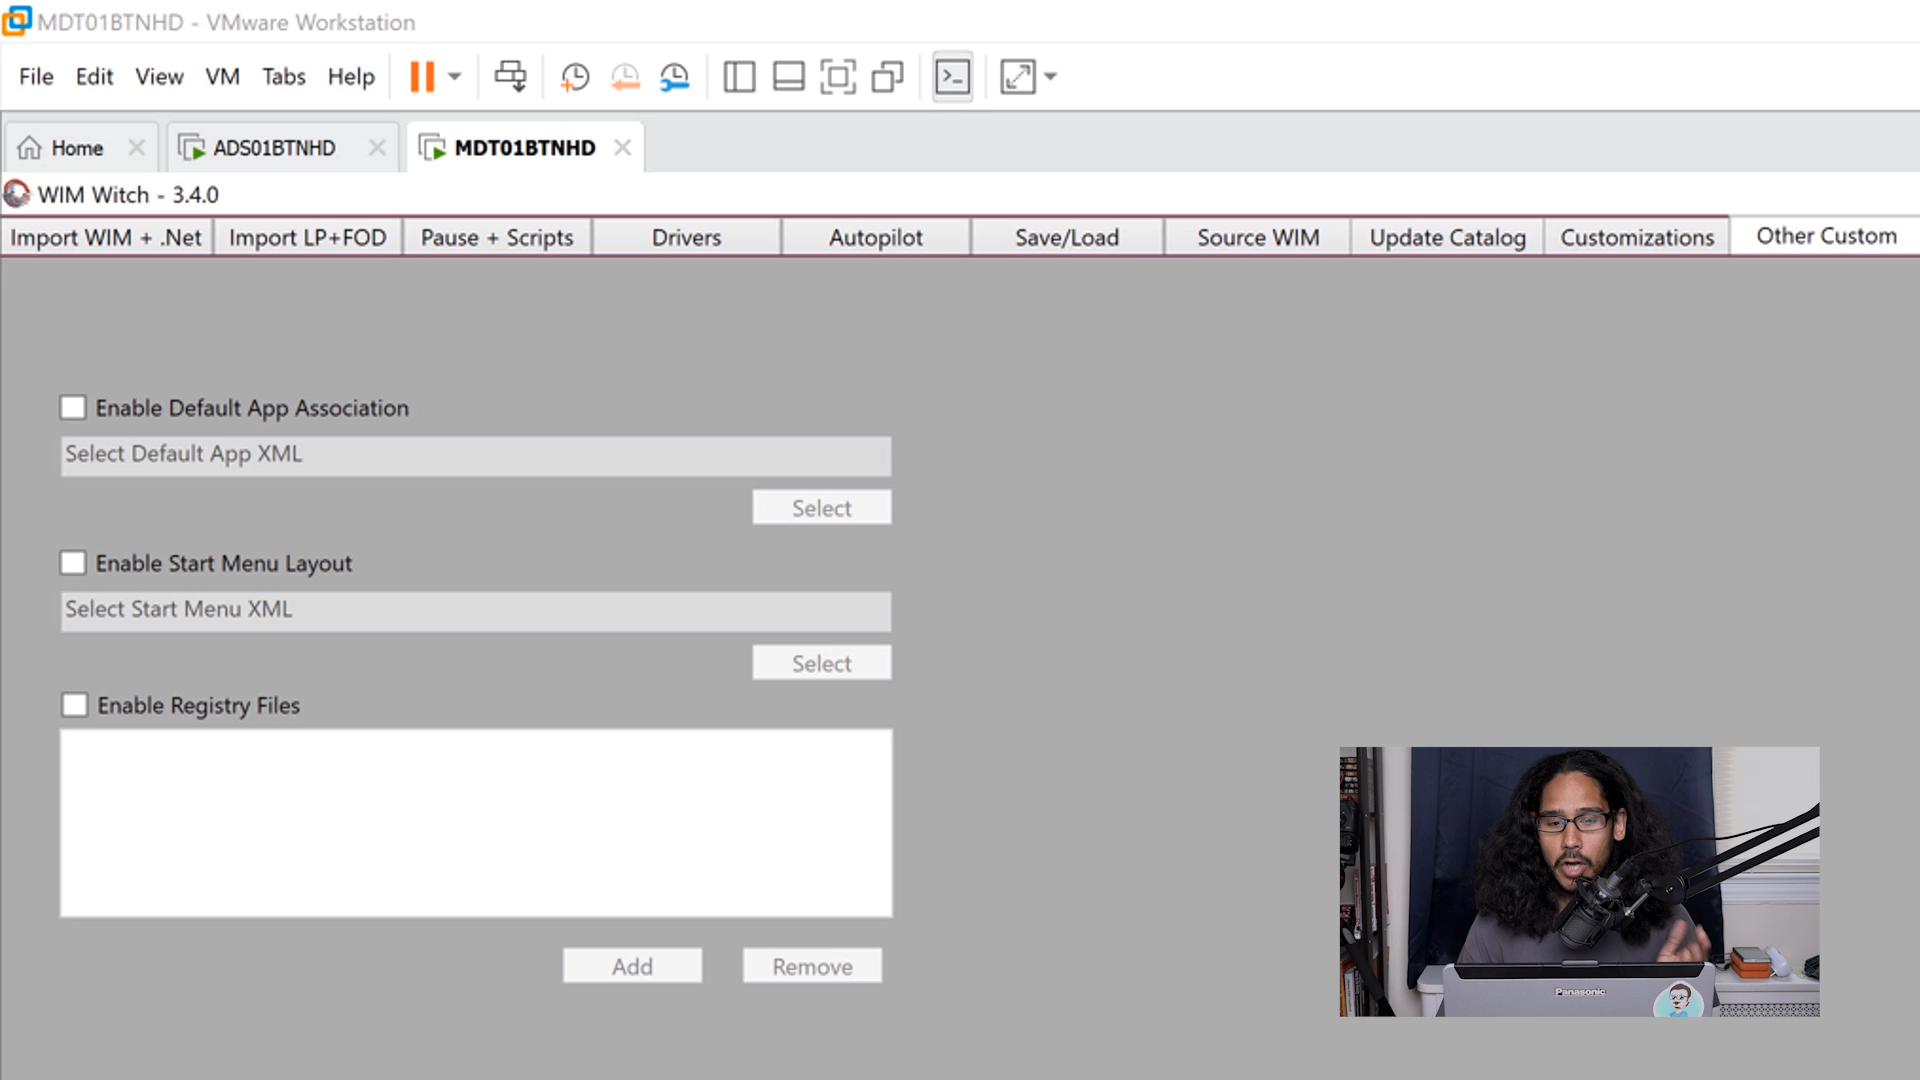 MDT01BTNHD - VMware Workstation
File Edit View VM Tabs Help
Home ADS01BTNHD MDT01BTNHD
WIM Witch - 3.4.0
Import WIM + .Net Import LP+FOD Pause + Scripts Drivers Autopilot Save/Load Source WIM Update Catalog Customizations Other Custom
Enable Default App Association
Select Default App XML
Select
Enable Start Menu Layout
Select Start Menu XML
Select
Enable Registry Files
Add Remove
Panasonic